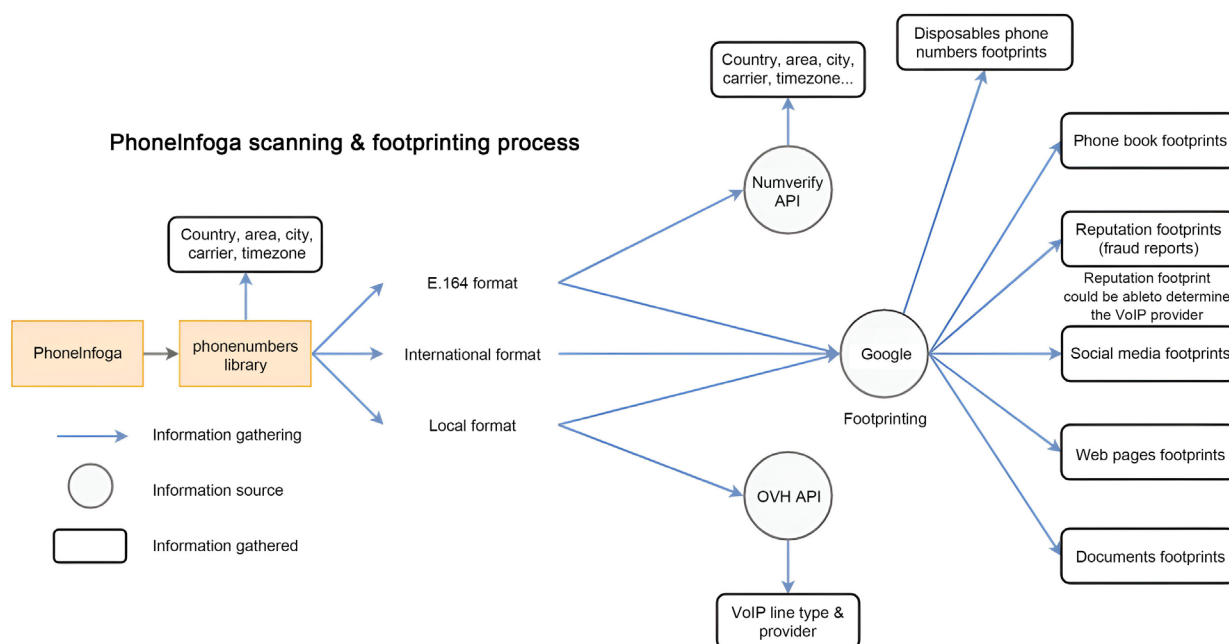 Disposables phone
numbers footprints
Country, area, city,
carrier, timezone...
PhoneInfoga scanning & footprinting process
Phone book footprints
Numverify
API
Country, area, city,
carrier, timezone
Reputation footprints
(fraud reports)
Reputation footprint
could be ableto determine
the VoIP provider
E.164 format
PhoneInfoga
phonenumbers
library
International format
Google
Social media footprints
Footprinting
Local format
Information gathering
Web pages footprints
Information source
OVH API
Information gathered
Documents footprints
VoIP line type &
provider